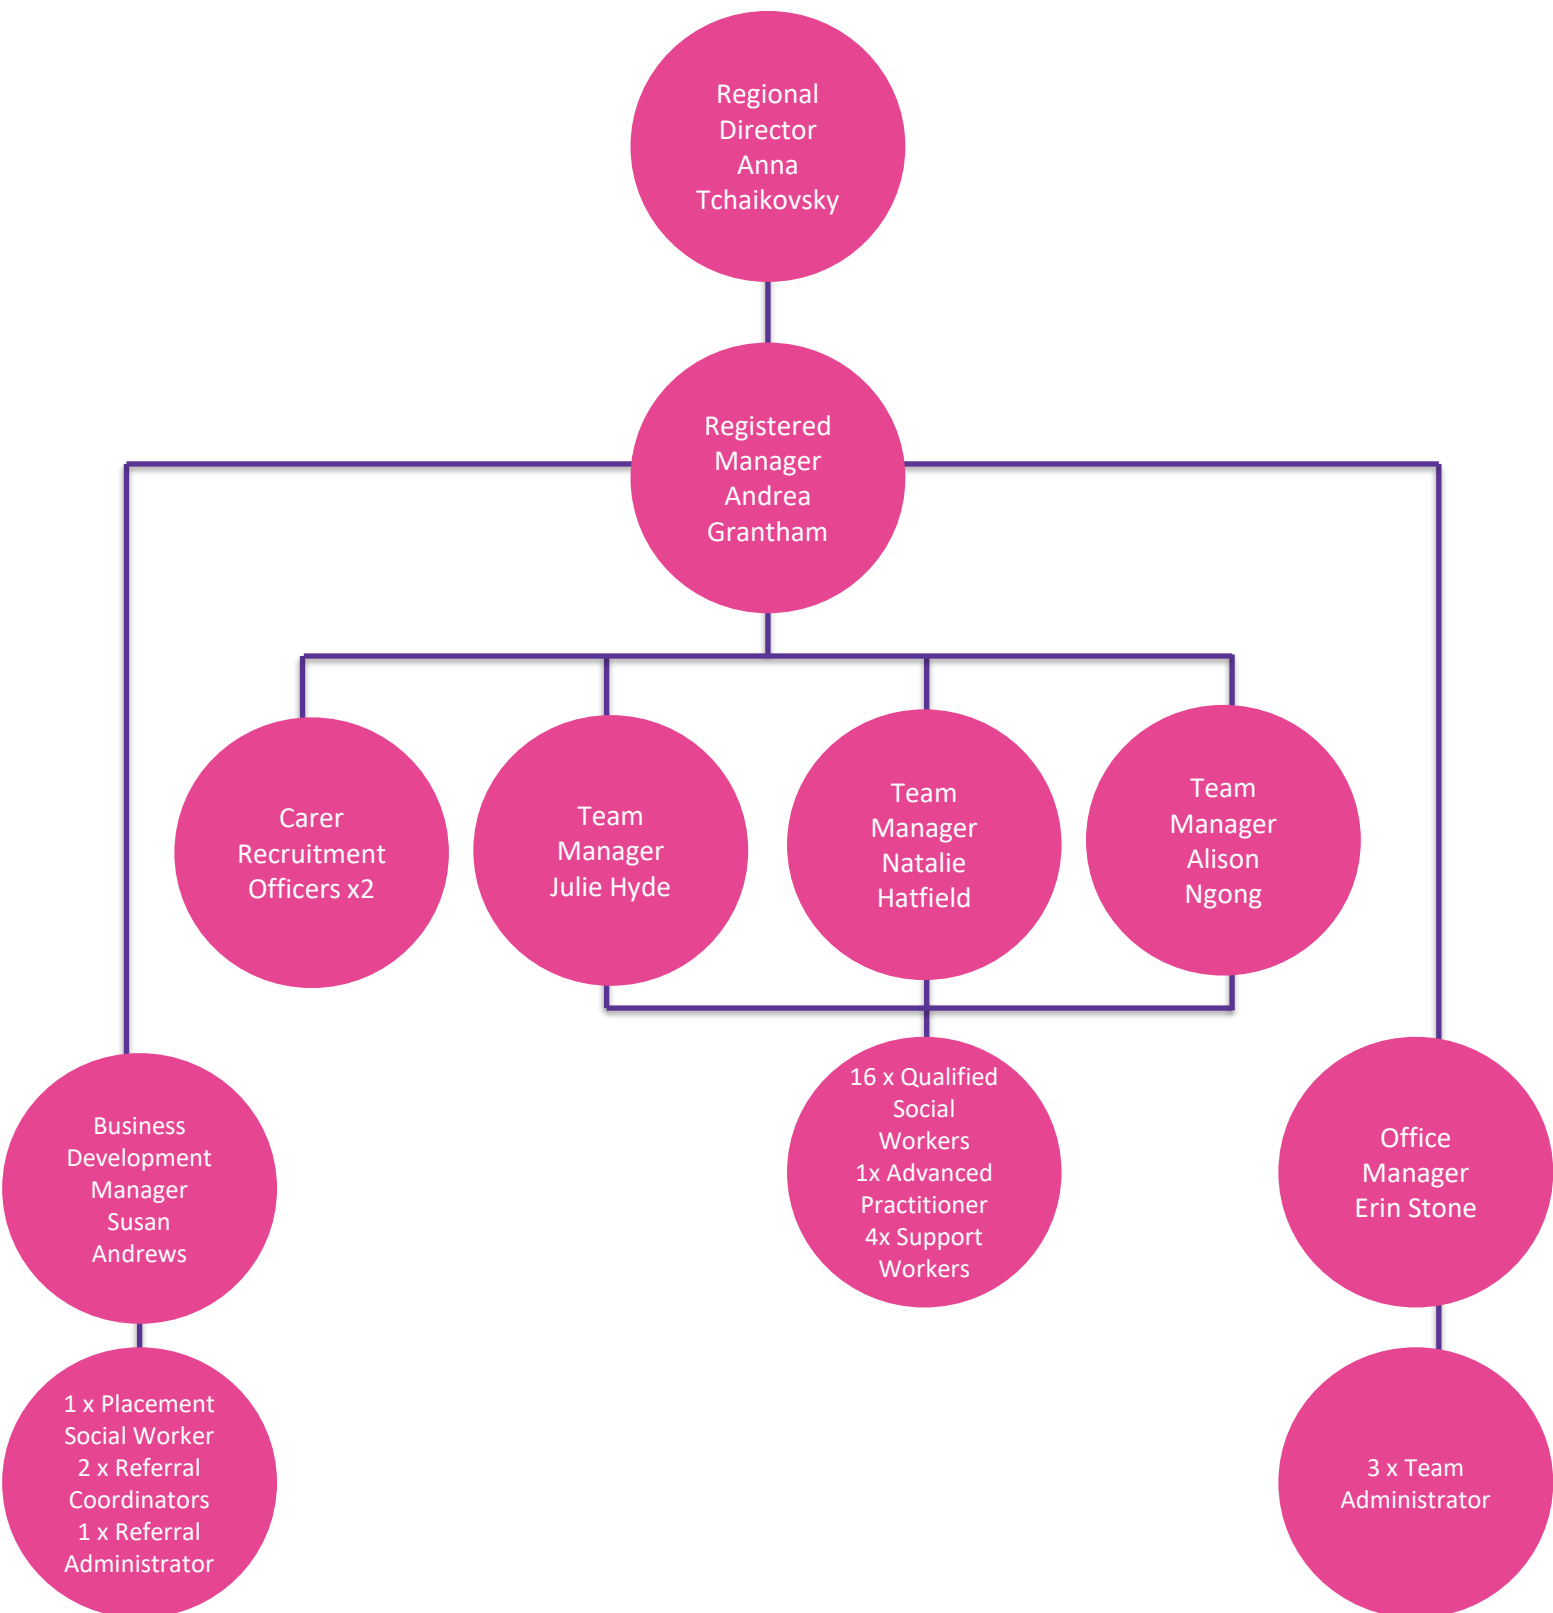 Regional
Director
Anna
Tchaikovsky
Registered
Manager
Andrea
Grantham
Carer
Recruitment
Officers x2
Team
Manager
Julie Hyde
Team
Manager
Natalie
Hatfield
Team
Manager
Alison
Ngong
Business
Development
Manager
Susan
Andrews
16 x Qualified
Social
Workers
1x Advanced
Practitioner
4x Support
Workers
Office
Manager
Erin Stone
1 x Placement
Social Worker
2 x Referral
Coordinators
1 x Referral
Administrator
3 x Team
Administrator